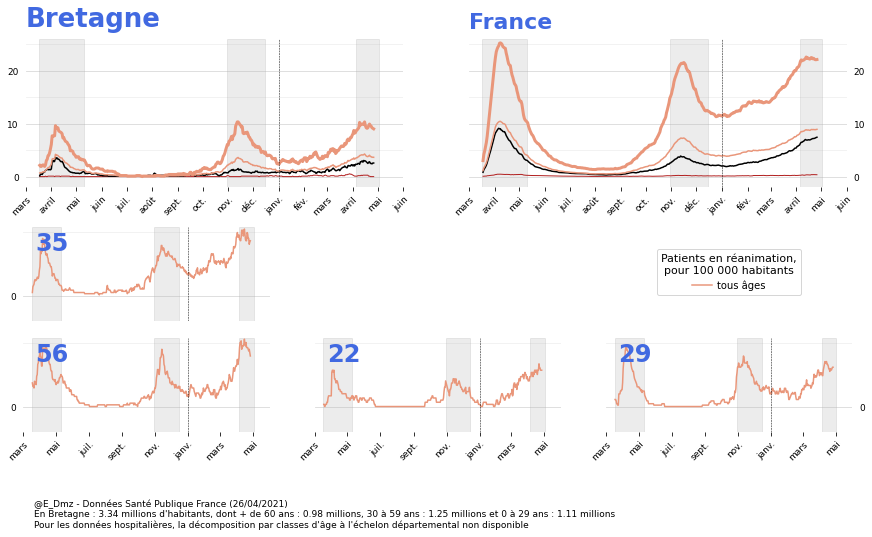 Bretagne
France
20
10
0
mars avril mai juin juil. août sept. oct. nov. déc. janv. fév. mars avril mai juin
20
10
0
mars avril mai juin juil. août sept. oct. nov. déc. janv. fév. mars avril mai juin
35
0
Patients en réanimation,
pour 100 000 habitants
tous âges
56
22
29
0
0
mars mai juil. sept. nov. janv. mars mai
mars mai juil. sept. nov. janv. mars mai
mars mai juil. sept. nov. janv. mars mai
@E_Dmz - Données Santé Publique France (26/04/2021)
En Bretagne : 3.34 millions d'habitants, dont + de 60 ans : 0.98 millions, 30 à 59 ans : 1.25 millions et 0 à 29 ans : 1.11 millions
Pour les données hospitalières, la décomposition par classes d'âge à l'échelon départemental non disponible